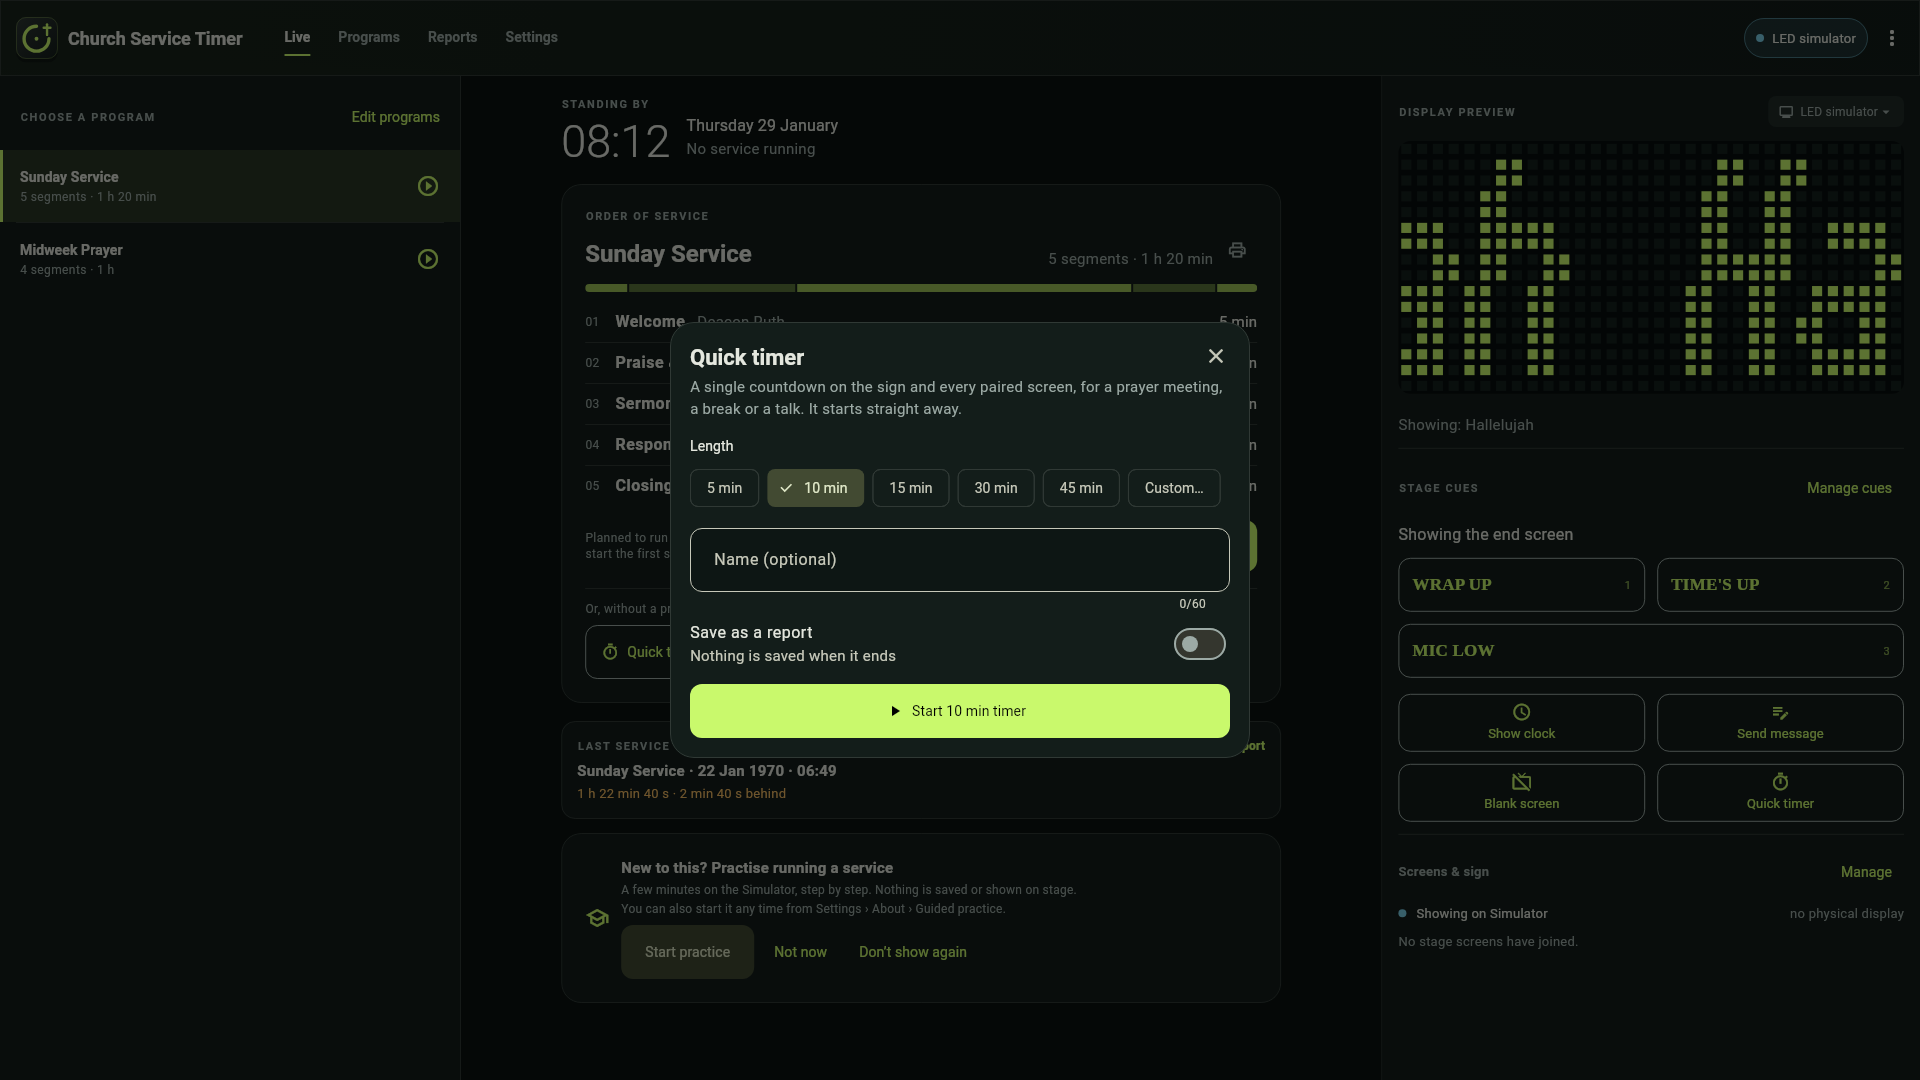 Church Service Timer
Live
Programs
Reports
Settings
LED simulator
CHOOSE A PROGRAM
Edit programs
Sunday Service
5 segments · 1 h 20 min
Midweek Prayer
4 segments · 1 h
STANDING BY
08:12
Thursday 29 January
No service running
ORDER OF SERVICE
Sunday Service
5 segments · 1 h 20 min
01 Welcome Deacon Ruth 5 min
02 Praise
03 Sermon
04
05 Closing
Planned to run
start the first
Or, without a
Quick
Quick timer
A single countdown on the sign and every paired screen, for a prayer meeting,
a break or a talk. It starts straight away.
Length
5 min
10 min
15 min
30 min
45 min
Custom...
Name (optional)
0/60
Save as a report
Nothing is saved when it ends
Start 10 min timer
LAST SERVICE
Sunday Service · 22 Jan 1970 · 06:49
1 h 22 min 40 s · 2 min 40 s behind
New to this? Practise running a service
A few minutes on the Simulator, step by step. Nothing is saved or shown on stage.
You can also start it any time from Settings › About › Guided practice.
Start practice
Not now
Don't show again
DISPLAY PREVIEW
LED simulator
Showing: Hallelujah
STAGE CUES
Manage cues
Showing the end screen
WRAP UP 1
TIME'S UP 2
MIC LOW 3
Show clock
Send message
Blank screen
Quick timer
Screens & sign
Manage
Showing on Simulator
no physical display
No stage screens have joined.